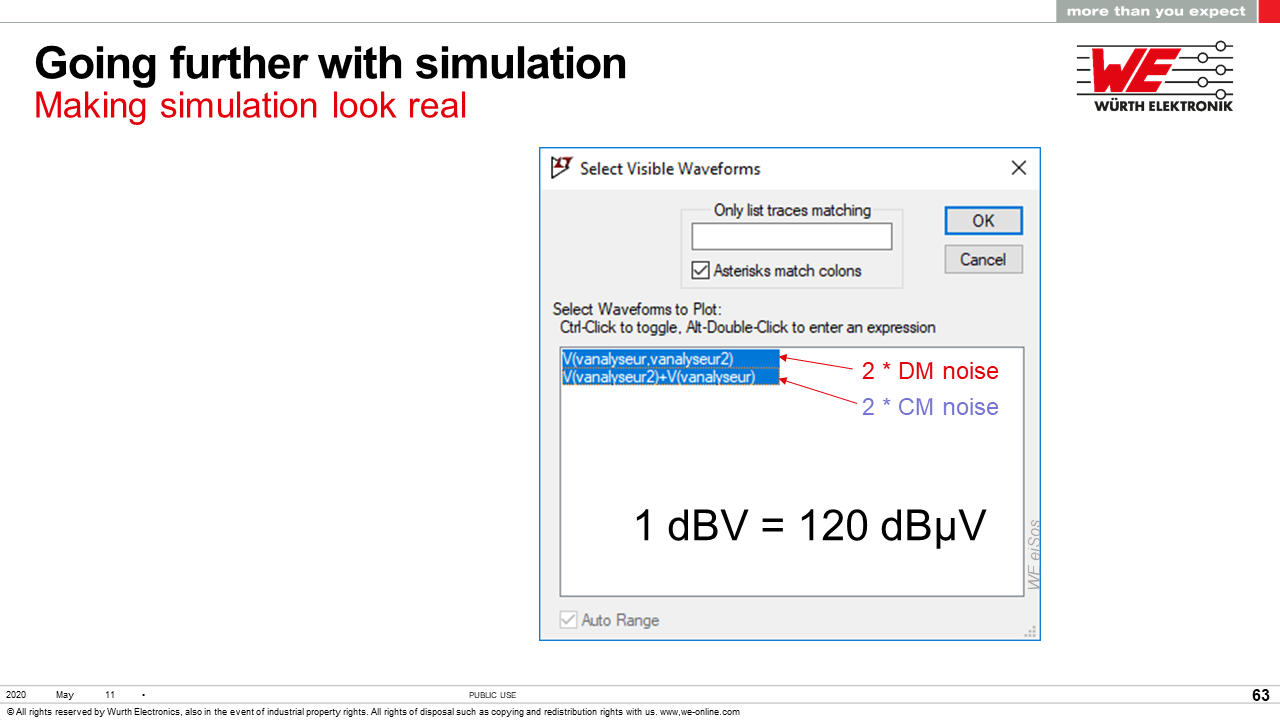 more than you expect
Going further with simulation
Making simulation look real
WE
WÜRTH ELEKTRONIK
Select Visible Waveforms
Only list traces matching
OK
Asterisks match colons
Cancel
Select Waveforms to Plot:
Ctrl-Click to toggle, Alt-Double-Click to enter an expression
V(vanalyseur,vanalyseur2)
2 * DM noise
V(vanalyseur2)+V(vanalyseur)
2 * CM noise
1 dBV = 120 dBµV
WE eiSos
Auto Range
2020 May 11 • PUBLIC USE 63
© All rights reserved by Wurth Electronics, also in the event of industrial property rights. All rights of disposal such as copying and redistribution rights with us. www,we-online.com